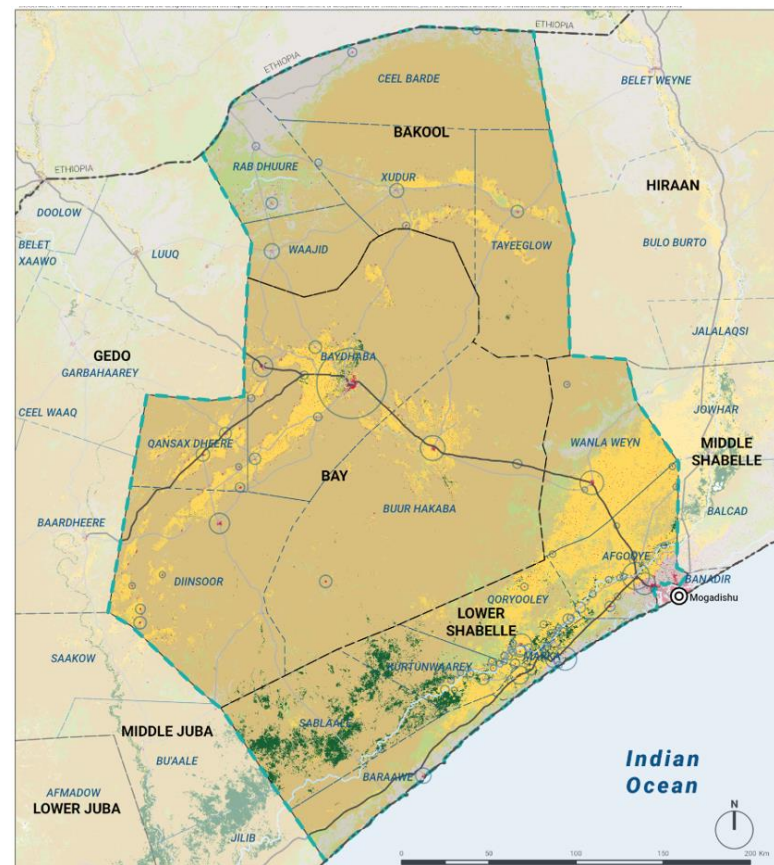 ETHIOPIA
CEEL BARDE
BELET WEYNE
BAKOOL
ETHIOPIA
RAB DHUURE
XUDUR
HIRAAN
DOOLOW
BELET
XAAWO
LUUQ
WAAJID
TAYEEGLOW
BULO BURTO
JALALAQSI
GEDO
GARBAHAAREY
BAYDHABA
CEEL WAAQ
JOWHAR
QANSAX DHEERE
WANLA WEYN
MIDDLE
SHABELLE
BAY
BUUR HAKABA
BAARDHEERE
BALCAD
AFGOOYE
DIINSOOR
BANADIR
QORYOOLEY
Mogadishu
LOWER
SHABELLE
SAAKOW
MARKA
KURTUNWAAREY
MIDDLE JUBA
SABLAALE
BU'AALE
BARAAWE
Indian
Ocean
AFMADOW
LOWER JUBA
JILIB
N
0 50 100 150 200 Km